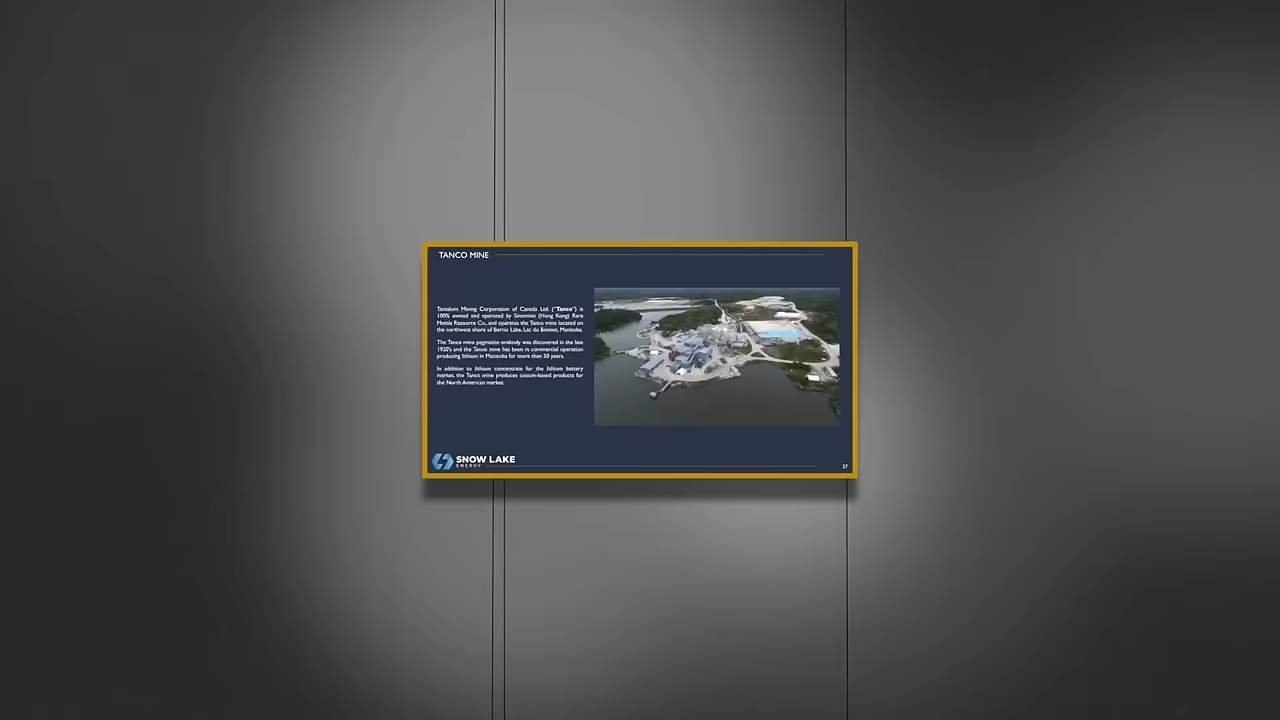 TANCO MINE
Tantalum Mining Corporation of Canada Ltd. ("Tanco") is
100% owned and operated by Sinomine (Hong Kong) Rare
Metals Resource Co., and operates the Tanco mine located on
the northwest shore of Bernic Lake, Lac du Bonnet, Manitoba.
The Tanco mine pegmatite orebody was discovered in the late
1920's and the Tanco mine has been in commercial operation
producing lithium in Manitoba for more than 50 years.
In addition to lithium concentrate for the lithium battery
market, the Tanco mine produces cesium-based products for
the North American market.
SNOW LAKE
ENERGY
27